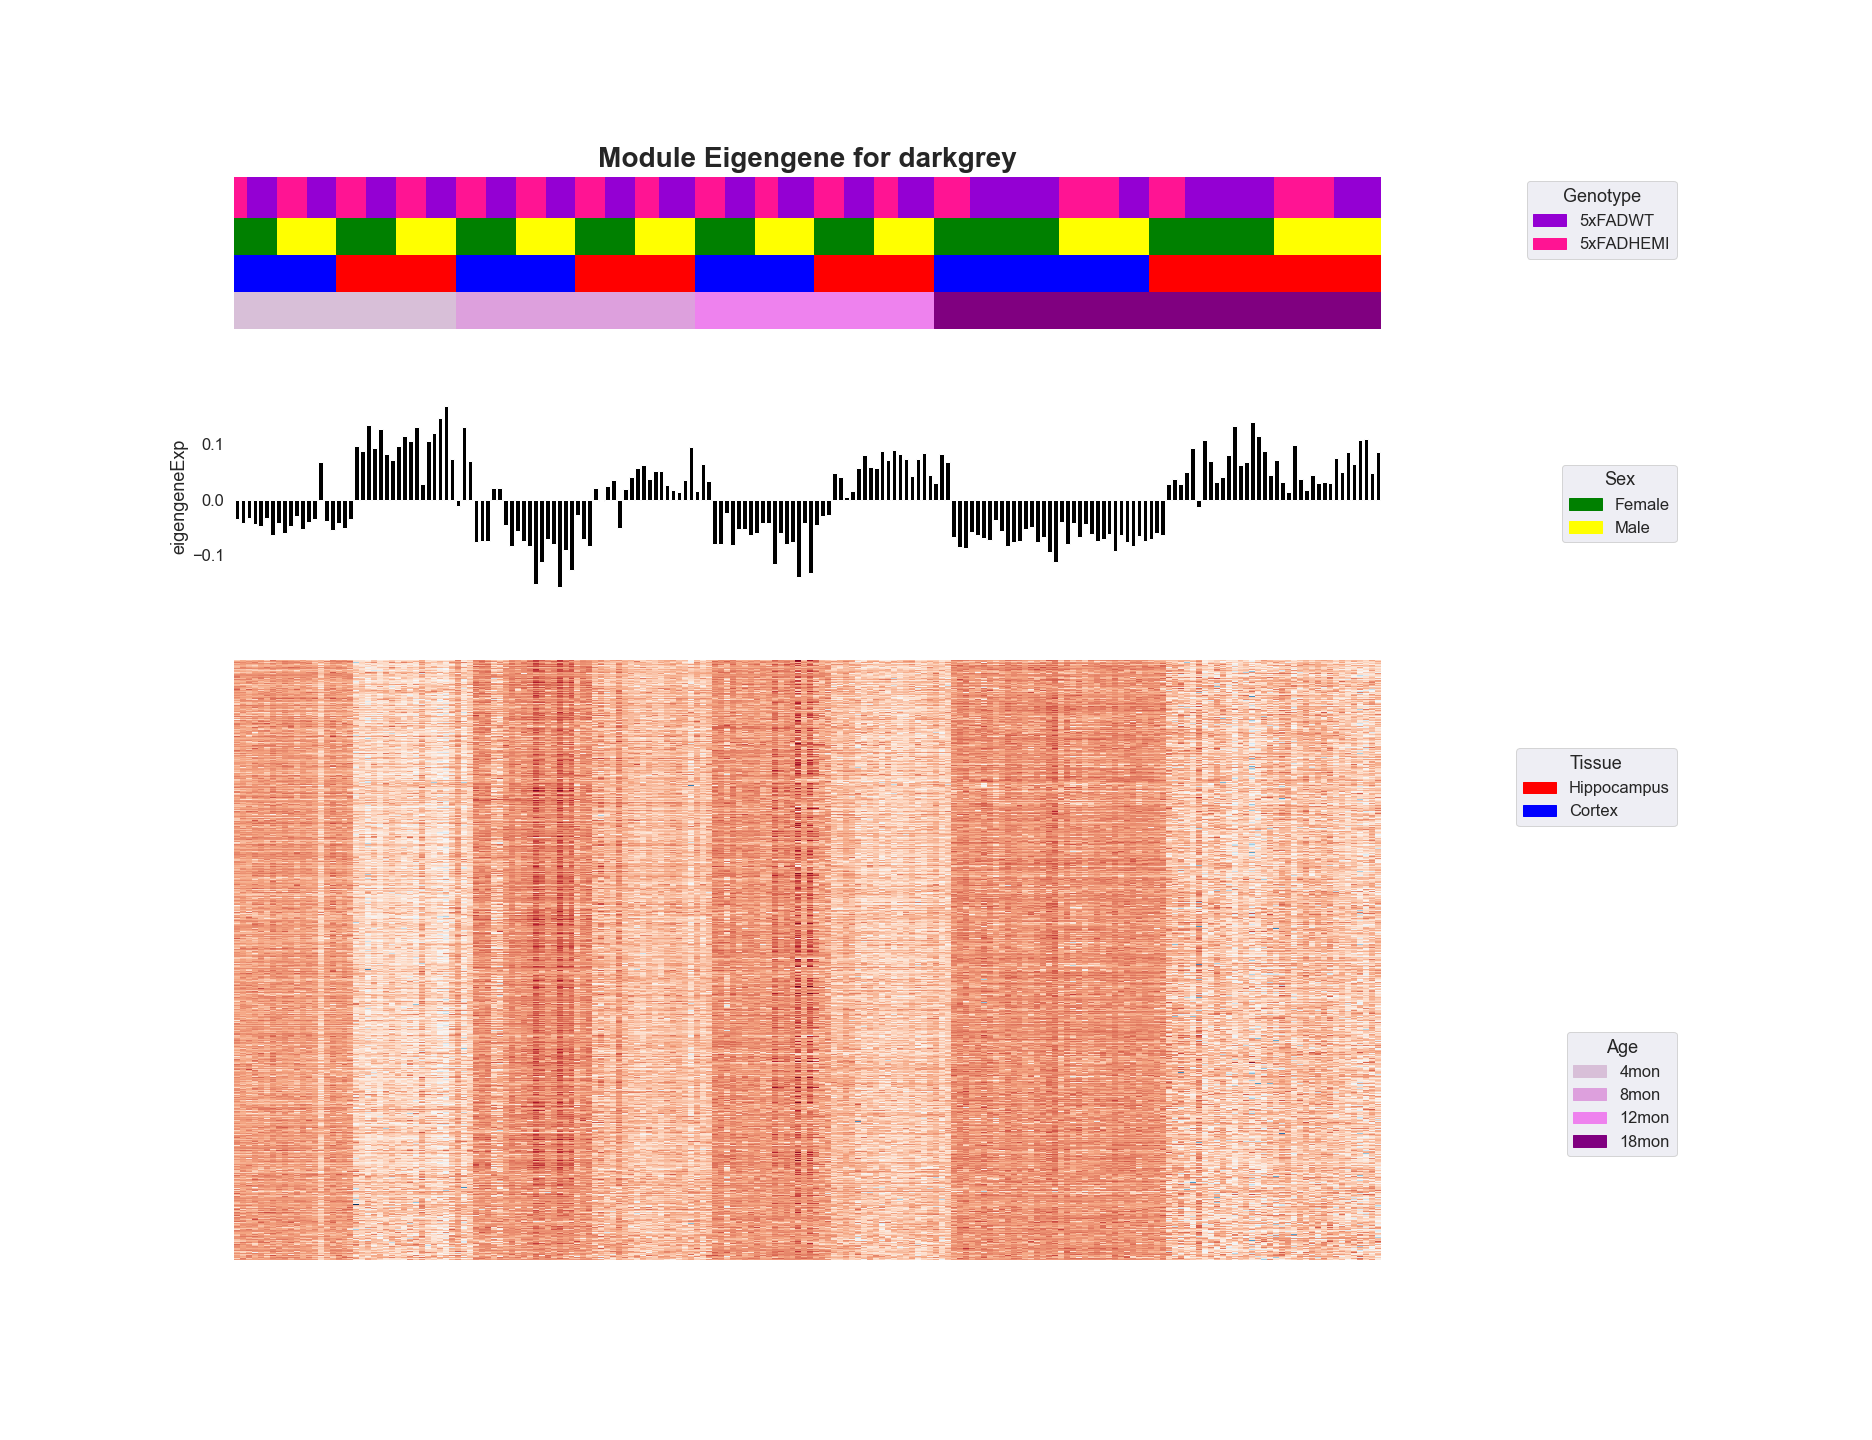 Module Eigengene for darkgrey
Genotype
5xFADWT
5xFADHEMI
eigengeneExp
0.1
0.0
−0.1
Sex
Female
Male
Tissue
Hippocampus
Cortex
Age
4mon
8mon
12mon
18mon